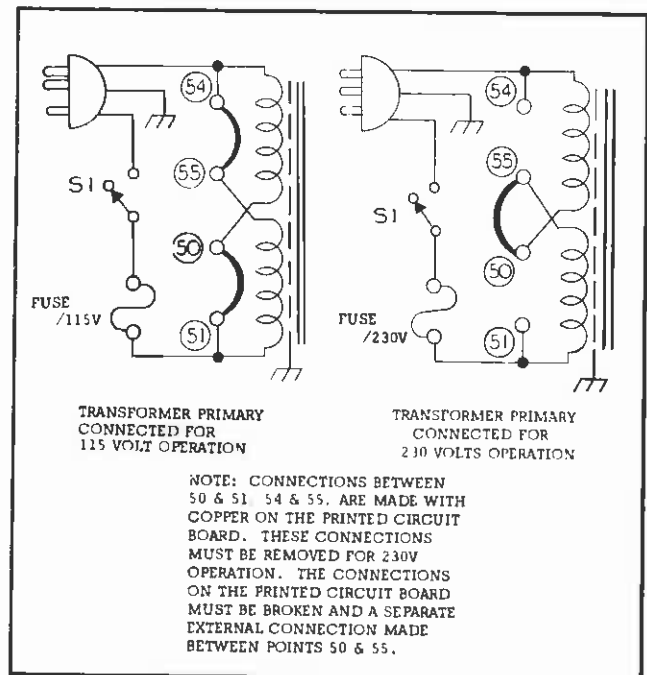 54
55
S1
50
FUSE
/115V
51
TRANSFORMER PRIMARY
CONNECTED FOR
115 VOLT OPERATION
54
55
S1
50
FUSE
/230V
51
TRANSFORMER PRIMARY
CONNECTED FOR
230 VOLTS OPERATION
NOTE: CONNECTIONS BETWEEN
50 & 51, 54 & 55, ARE MADE WITH
COPPER ON THE PRINTED CIRCUIT
BOARD. THESE CONNECTIONS
MUST BE REMOVED FOR 230V
OPERATION. THE CONNECTIONS
ON THE PRINTED CIRCUIT BOARD
MUST BE BROKEN AND A SEPARATE
EXTERNAL CONNECTION MADE
BETWEEN POINTS 50 & 55.